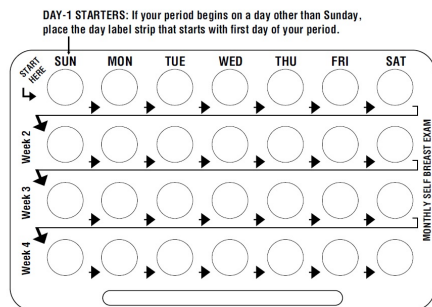 DAY-1 STARTERS: If your period begins on a day other than Sunday,
place the day label strip that starts with first day of your period.
START
HERE
SUN MON TUE WED THU FRI SAT
Week 2
Week 3
Week 4
MONTHLY SELF BREAST EXAM